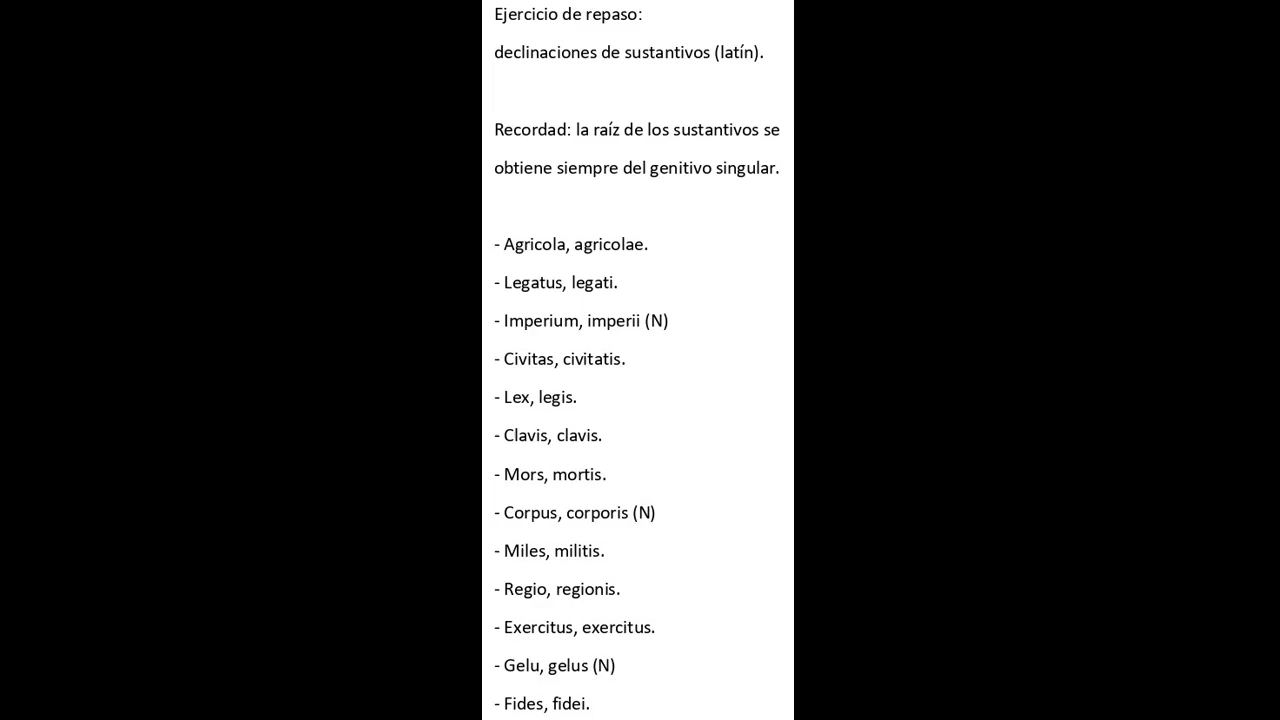 Ejercicio de repaso:
declinaciones de sustantivos (latín).
Recordad: la raíz de los sustantivos se
obtiene siempre del genitivo singular.
- Agricola, agricolae.
- Legatus, legati.
- Imperium, imperii (N)
- Civitas, civitatis.
- Lex, legis.
- Clavis, clavis.
- Mors, mortis.
- Corpus, corporis (N)
- Miles, militis.
- Regio, regionis.
- Exercitus, exercitus.
- Gelu, gelus (N)
- Fides, fidei.